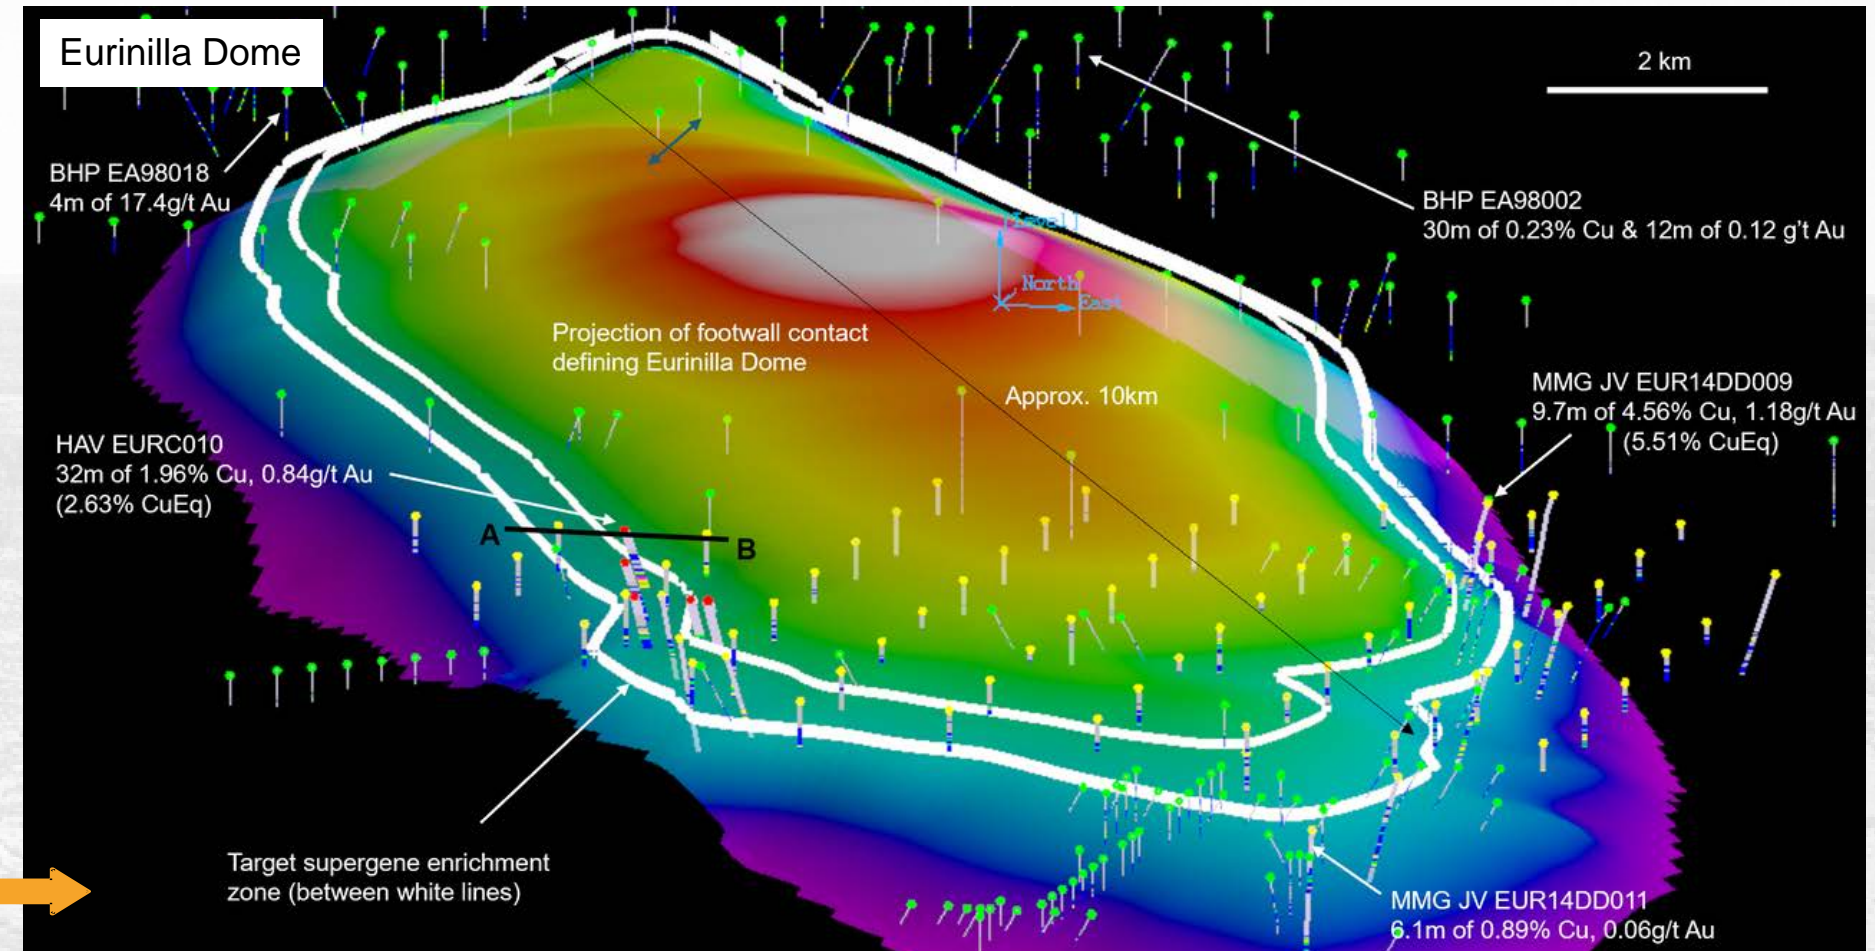 Eurinilla Dome
2 km
BHP EA98018
4m of 17.4g/t Au
BHP EA98002
30m of 0.23% Cu & 12m of 0.12 g't Au
[Level]
North
East
Projection of footwall contact
defining Eurinilla Dome
Approx. 10km
MMG JV EUR14DD009
9.7m of 4.56% Cu, 1.18g/t Au
(5.51% CuEq)
HAV EURC010
32m of 1.96% Cu, 0.84g/t Au
(2.63% CuEq)
A
B
Target supergene enrichment
zone (between white lines)
MMG JV EUR14DD011
6.1m of 0.89% Cu, 0.06g/t Au